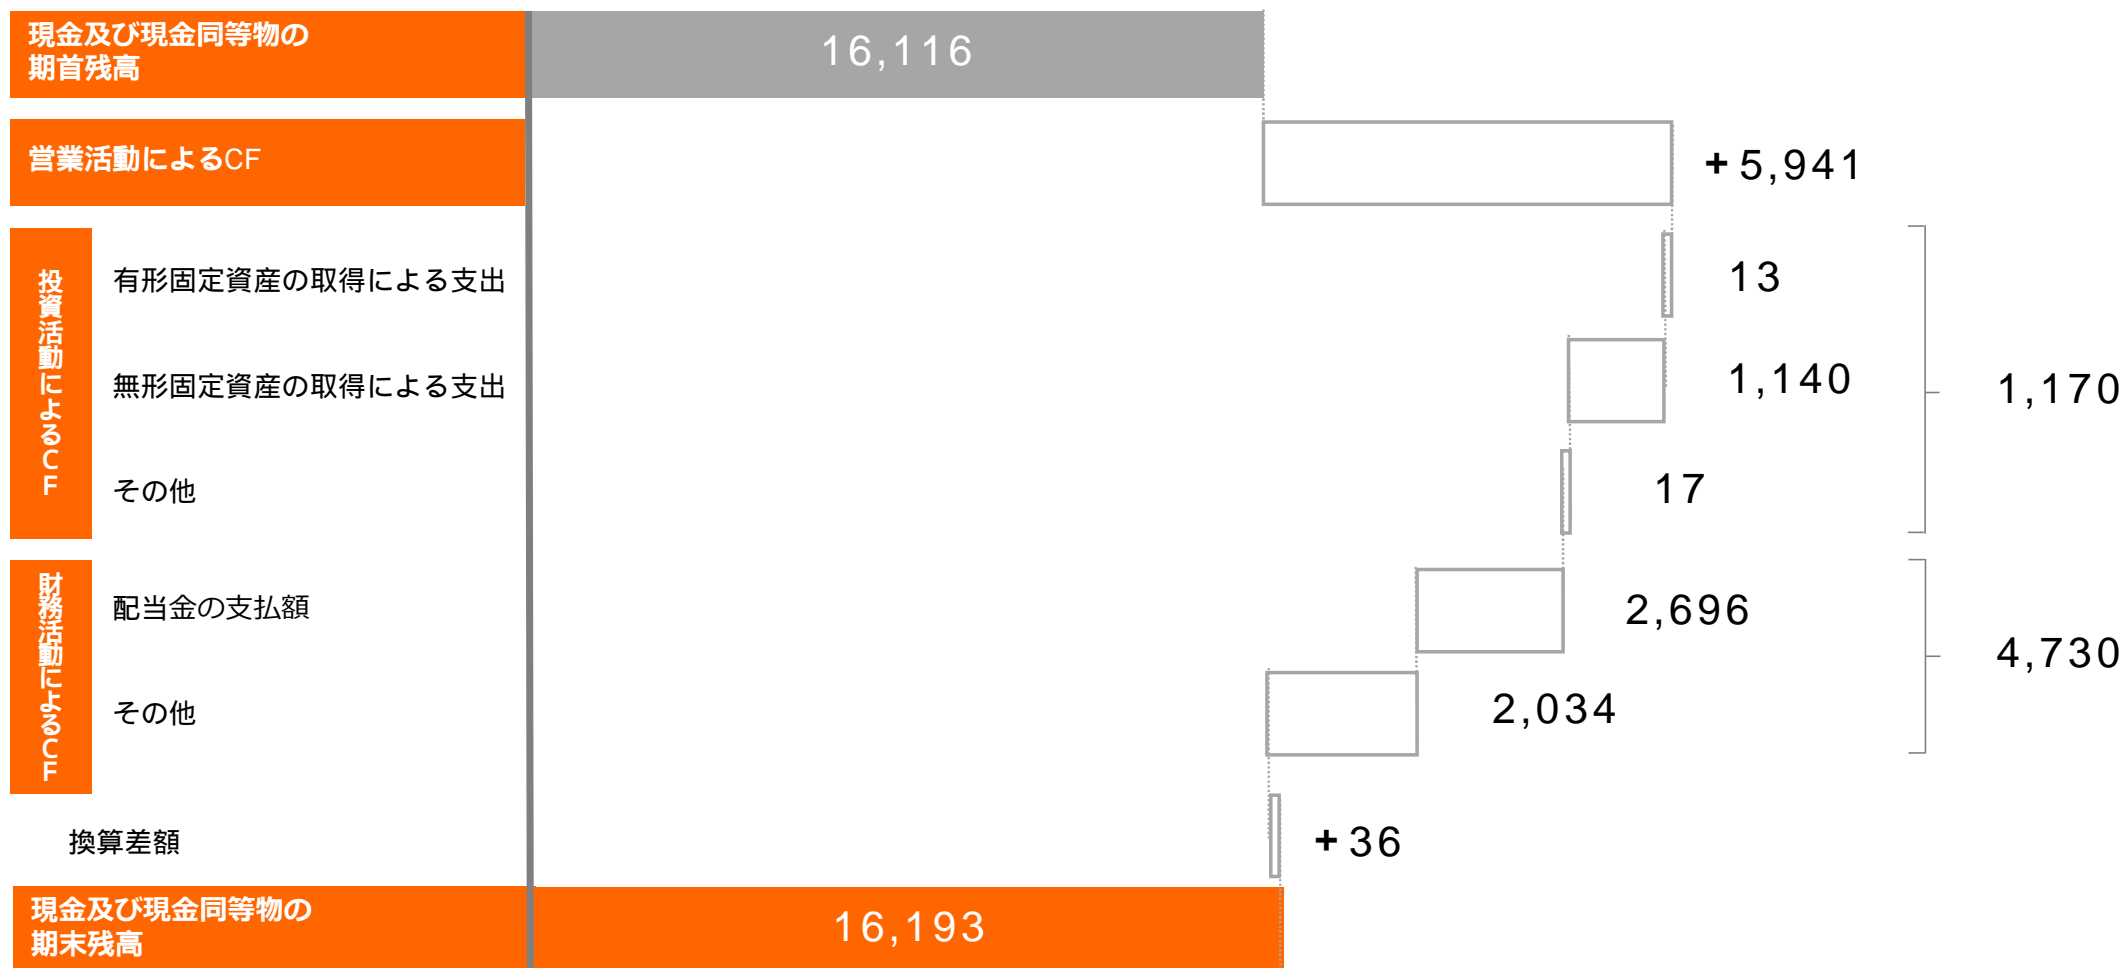 現金及び現金同等物の
期首残高
16,116
営業活動によるCF
+5,941
投資活動によるCF
有形固定資産の取得による支出
13
無形固定資産の取得による支出
1,140
その他
17
1,170
財務活動によるCF
配当金の支払額
2,696
その他
2,034
4,730
換算差額
+36
現金及び現金同等物の
期末残高
16,193